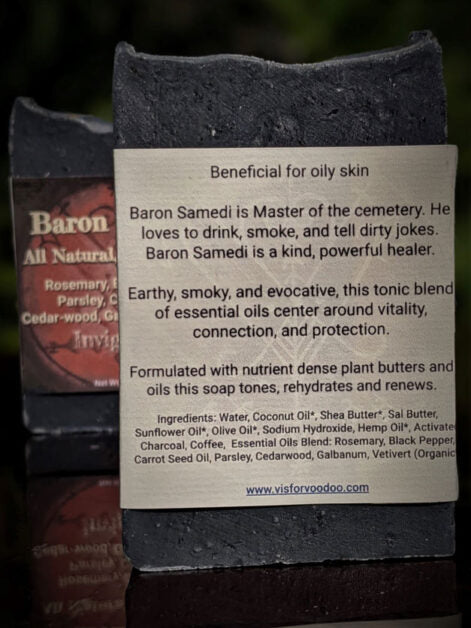 Beneficial for oily skin
Baron Samedi is Master of the cemetery. He
loves to drink, smoke, and tell dirty jokes.
Baron Samedi is a kind, powerful healer.
Earthy, smoky, and evocative, this tonic blend
of essential oils center around vitality,
connection, and protection.
Formulated with nutrient dense plant butters and
oils this soap tones, rehydrates and renews.
Ingredients: Water, Coconut Oil*, Shea Butter*, Sal Butter,
Sunflower Oil*, Olive Oil*, Sodium Hydroxide, Hemp Oil*, Activate
Charcoal, Coffee, Essential Oils Blend: Rosemary, Black Pepper,
Carrot Seed Oil, Parsley, Cedarwood, Galbanum, Vetivert (Organic
www.visforvoodoo.com
Baron
All Natural,
Rosemary,
Parsley, C
Cedar-wood, Ga
Invig
Net W